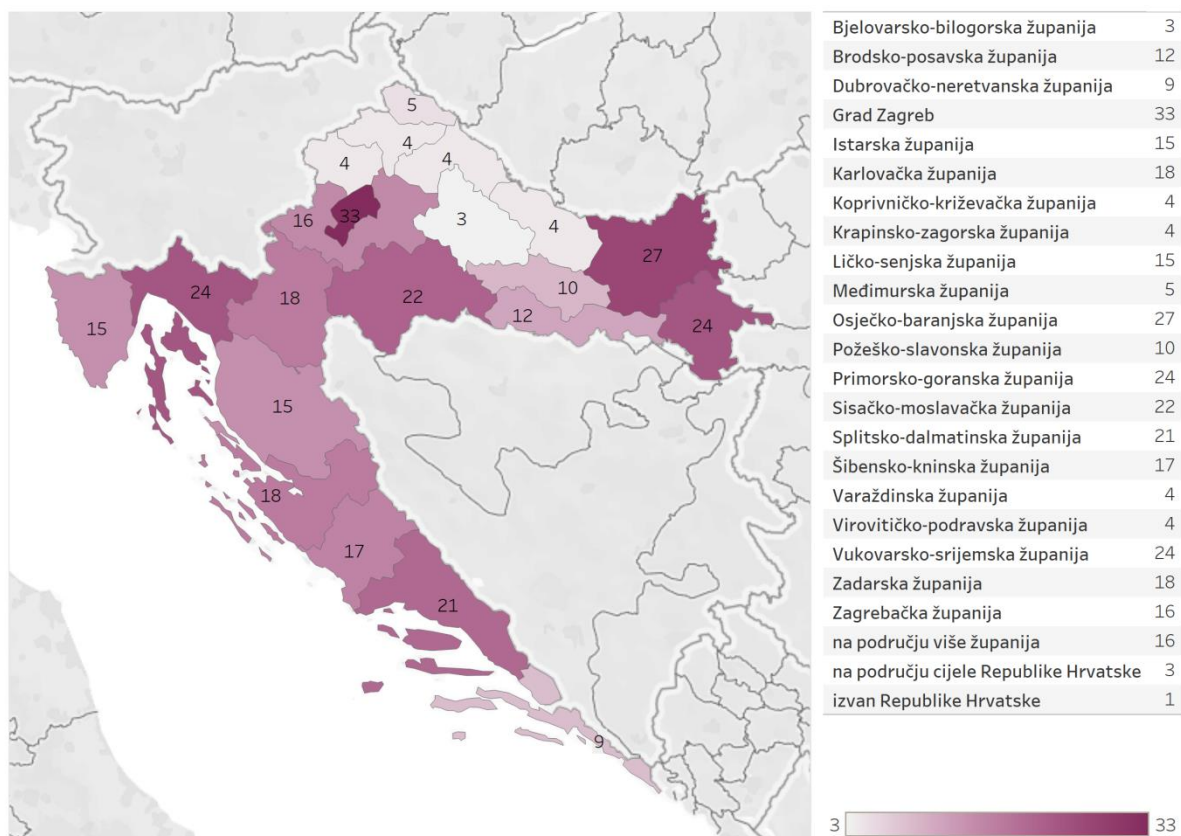 5
4
4
4
16
33
3
4
27
24
18
22
10
12
24
15
15
18
17
21
9
Bjelovarsko-bilogorska županija 3
Brodsko-posavska županija 12
Dubrovačko-neretvanska županija 9
Grad Zagreb 33
Istarska županija 15
Karlovačka županija 18
Koprivničko-križevačka županija 4
Krapinsko-zagorska županija 4
Ličko-senjska županija 15
Međimurska županija 5
Osječko-baranjska županija 27
Požeško-slavonska županija 10
Primorsko-goranska županija 24
Sisačko-moslavačka županija 22
Splitsko-dalmatinska županija 21
Šibensko-kninska županija 17
Varaždinska županija 4
Virovitičko-podravska županija 4
Vukovarsko-srijemska županija 24
Zadarska županija 18
Zagrebačka županija 16
na području više županija 16
na području cijele Republike Hrvatske 3
izvan Republike Hrvatske 1
3 33